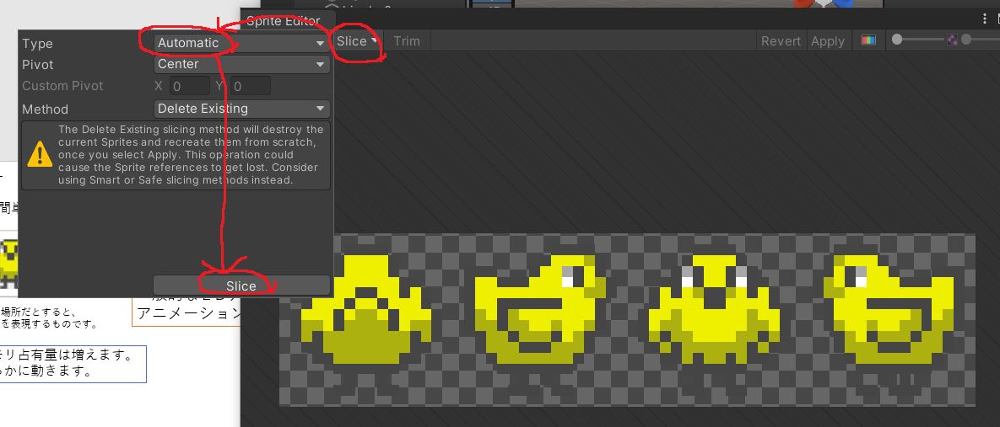 Sprite Editor
Type Automatic
Slice
Trim
Revert
Apply
Pivot Center
Custom Pivot X 0 Y 0
Method Delete Existing
The Delete Existing slicing method will destroy the
current Sprites and recreate them from scratch,
once you select Apply. This operation could
cause the Sprite references to get lost. Consider
using Smart or Safe slicing methods instead.
Slice
場所だとすると、
を表現するものです。
アニメーション
モリ占有量は増えます。
らかに動きます。